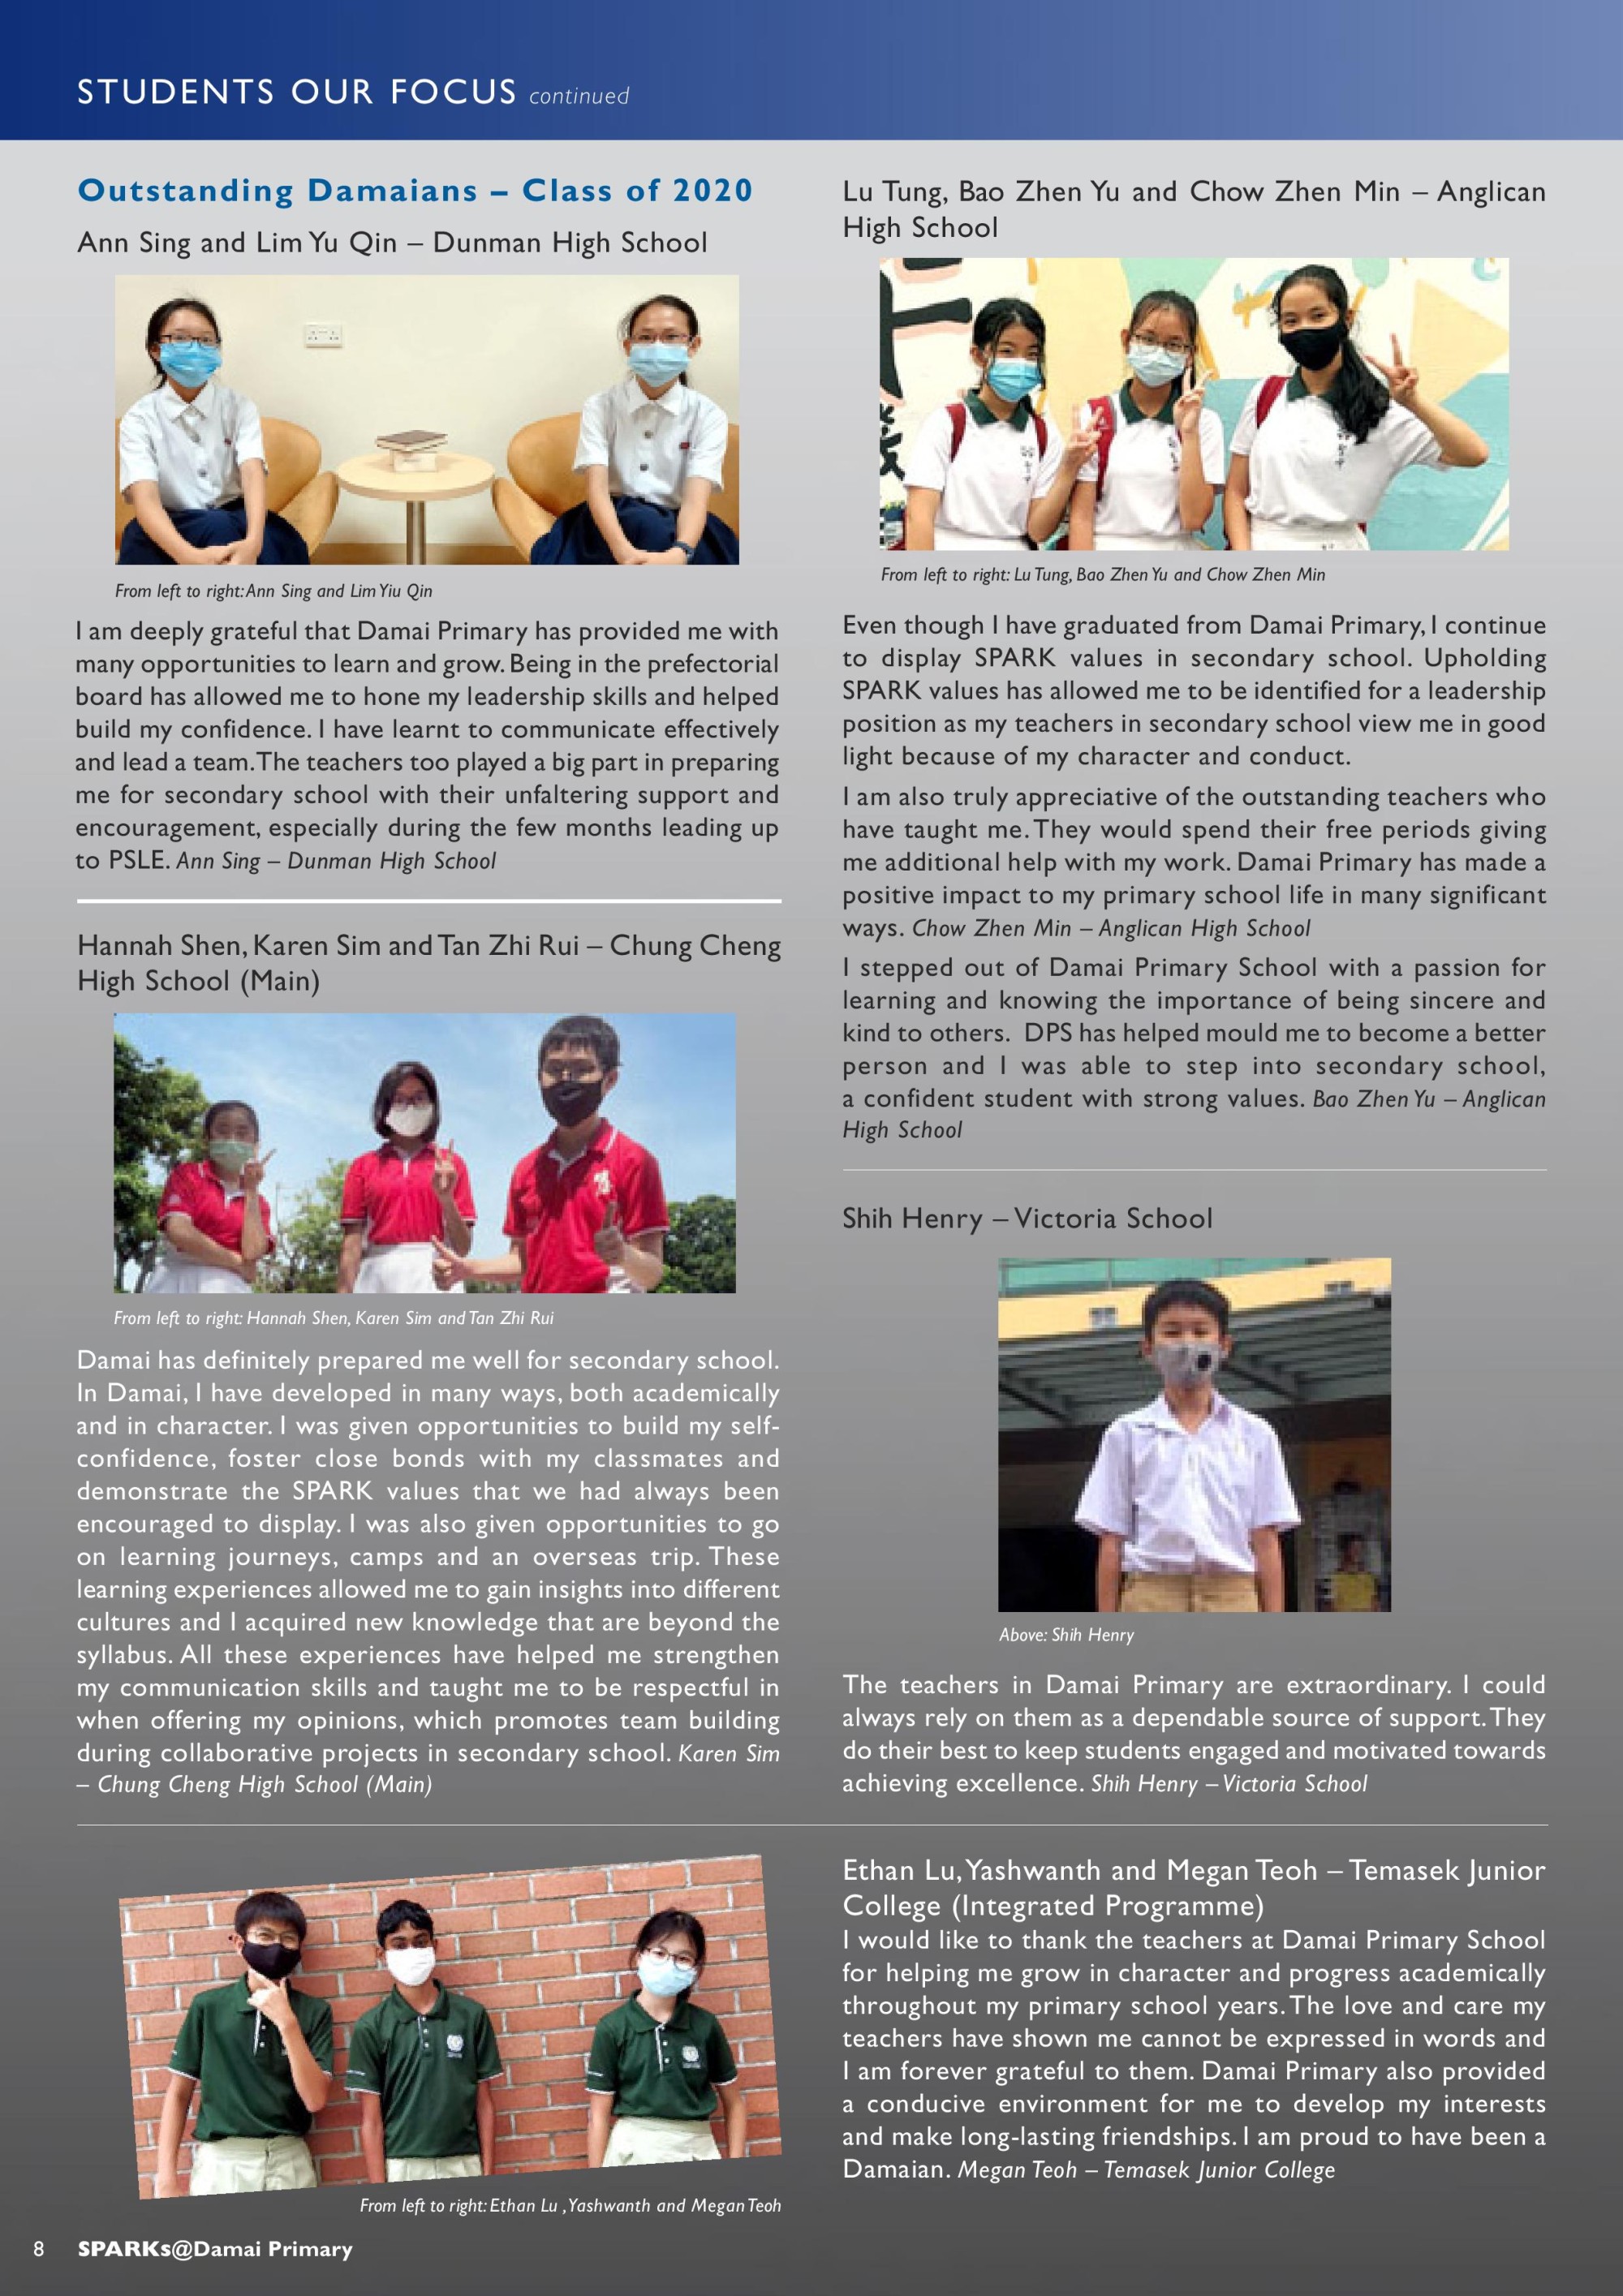 STUDENTS OUR FOCUS continued
Outstanding Damaians – Class of 2020
Ann Sing and Lim Yu Qin – Dunman High School
From left to right: Ann Sing and Lim Yiu Qin
I am deeply grateful that Damai Primary has provided me with
many opportunities to learn and grow. Being in the prefectorial
board has allowed me to hone my leadership skills and helped
build my confidence. I have learnt to communicate effectively
and lead a team. The teachers too played a big part in preparing
me for secondary school with their unfaltering support and
encouragement, especially during the few months leading up
to PSLE. Ann Sing – Dunman High School
Hannah Shen, Karen Sim and Tan Zhi Rui – Chung Cheng
High School (Main)
From left to right: Hannah Shen, Karen Sim and Tan Zhi Rui
Damai has definitely prepared me well for secondary school.
In Damai, I have developed in many ways, both academically
and in character. I was given opportunities to build my self-
confidence, foster close bonds with my classmates and
demonstrate the SPARK values that we had always been
encouraged to display. I was also given opportunities to go
on learning journeys, camps and an overseas trip. These
learning experiences allowed me to gain insights into different
cultures and I acquired new knowledge that are beyond the
syllabus. All these experiences have helped me strengthen
my communication skills and taught me to be respectful in
when offering my opinions, which promotes team building
during collaborative projects in secondary school. Karen Sim
– Chung Cheng High School (Main)
Lu Tung, Bao Zhen Yu and Chow Zhen Min – Anglican
High School
From left to right: Lu Tung, Bao Zhen Yu and Chow Zhen Min
Even though I have graduated from Damai Primary, I continue
to display SPARK values in secondary school. Upholding
SPARK values has allowed me to be identified for a leadership
position as my teachers in secondary school view me in good
light because of my character and conduct.
I am also truly appreciative of the outstanding teachers who
have taught me. They would spend their free periods giving
me additional help with my work. Damai Primary has made a
positive impact to my primary school life in many significant
ways. Chow Zhen Min – Anglican High School
I stepped out of Damai Primary School with a passion for
learning and knowing the importance of being sincere and
kind to others. DPS has helped mould me to become a better
person and I was able to step into secondary school,
a confident student with strong values. Bao Zhen Yu – Anglican
High School
Shih Henry – Victoria School
Above: Shih Henry
The teachers in Damai Primary are extraordinary. I could
always rely on them as a dependable source of support. They
do their best to keep students engaged and motivated towards
achieving excellence. Shih Henry – Victoria School
From left to right: Ethan Lu , Yashwanth and Megan Teoh
Ethan Lu, Yashwanth and Megan Teoh – Temasek Junior
College (Integrated Programme)
I would like to thank the teachers at Damai Primary School
for helping me grow in character and progress academically
throughout my primary school years. The love and care my
teachers have shown me cannot be expressed in words and
I am forever grateful to them. Damai Primary also provided
a conducive environment for me to develop my interests
and make long-lasting friendships. I am proud to have been a
Damaian. Megan Teoh – Temasek Junior College
8 SPARKs@Damai Primary